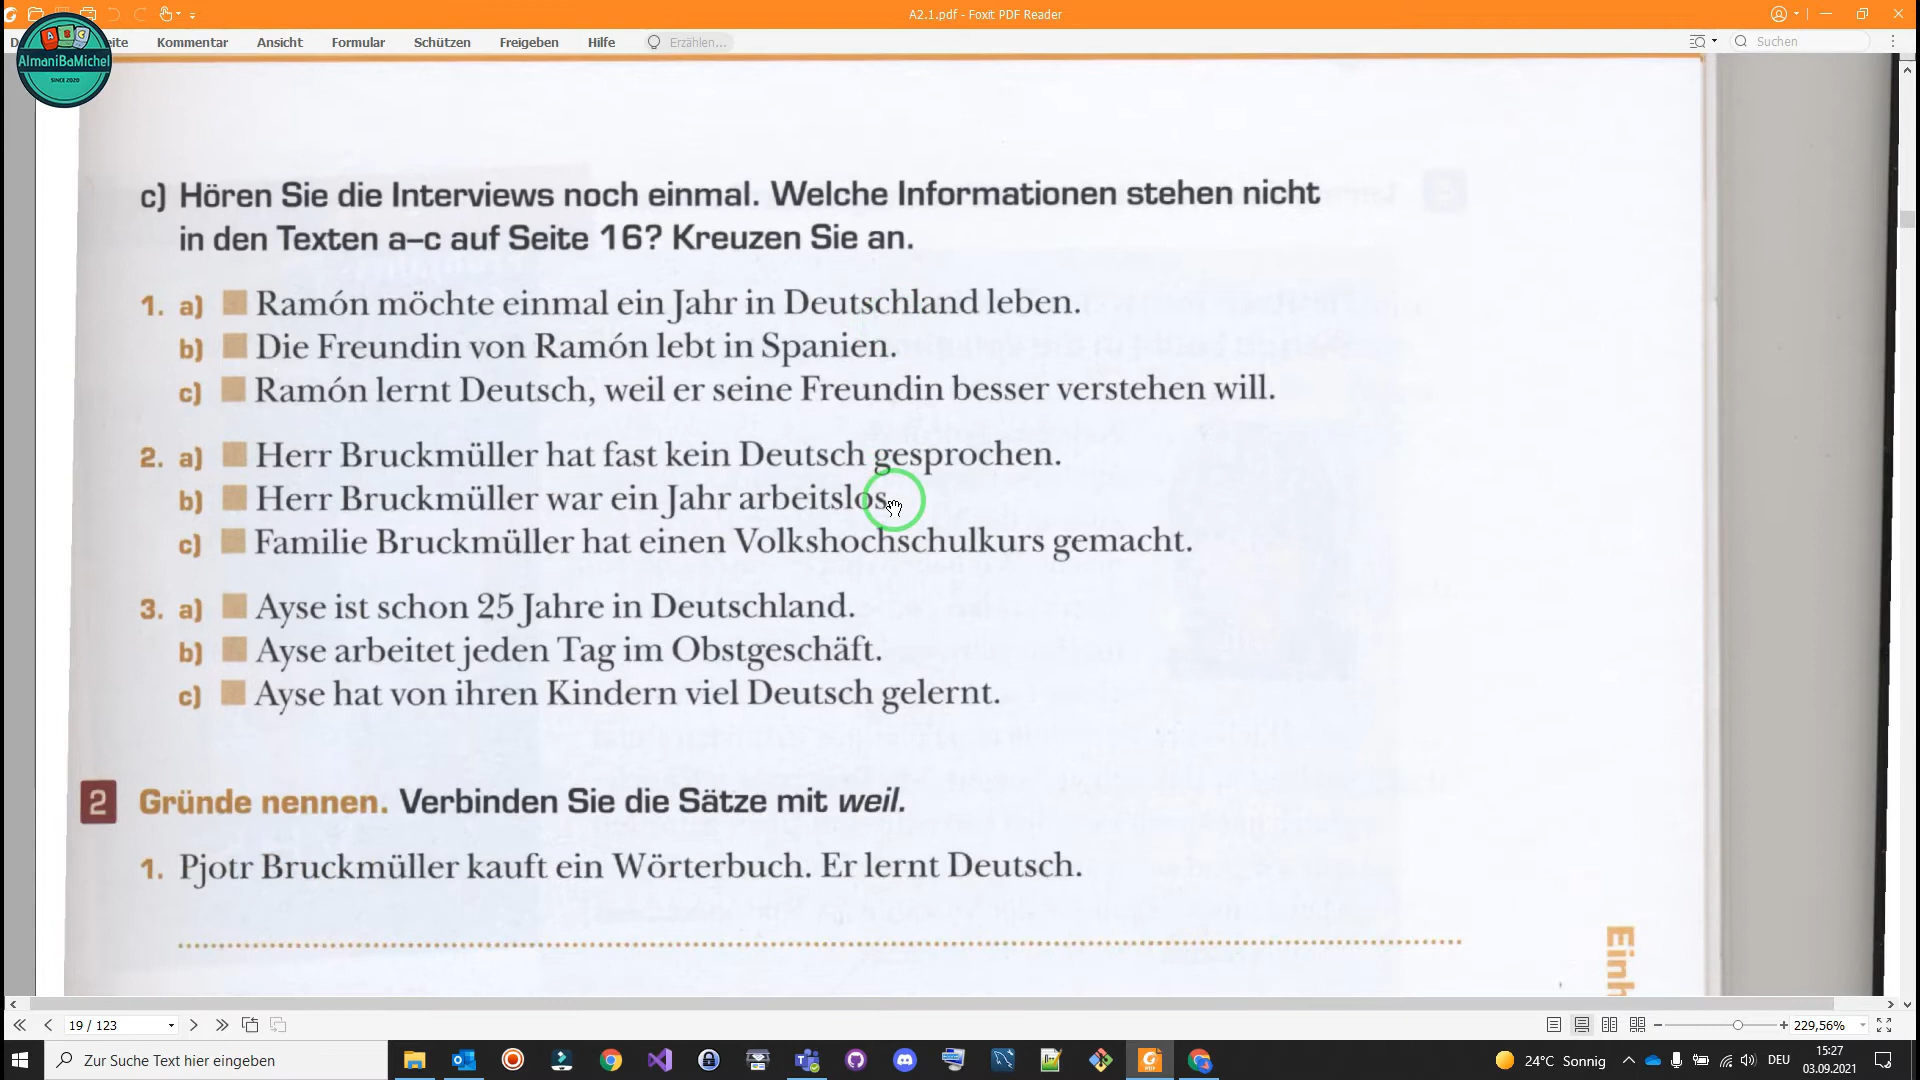 A2.1.pdf - Foxit PDF Reader
Kommentar Ansicht Formular Schützen Freigeben Hilfe Erzählen... Suchen
AlmaniBaMichel
SINCE 2020
c) Hören Sie die Interviews noch einmal. Welche Informationen stehen nicht
in den Texten a–c auf Seite 16? Kreuzen Sie an.
1. a) Ramón möchte einmal ein Jahr in Deutschland leben.
b) Die Freundin von Ramón lebt in Spanien.
c) Ramón lernt Deutsch, weil er seine Freundin besser verstehen will.
2. a) Herr Bruckmüller hat fast kein Deutsch gesprochen.
b) Herr Bruckmüller war ein Jahr arbeitslos.
c) Familie Bruckmüller hat einen Volkshochschulkurs gemacht.
3. a) Ayse ist schon 25 Jahre in Deutschland.
b) Ayse arbeitet jeden Tag im Obstgeschäft.
c) Ayse hat von ihren Kindern viel Deutsch gelernt.
2 Gründe nennen. Verbinden Sie die Sätze mit weil.
1. Pjotr Bruckmüller kauft ein Wörterbuch. Er lernt Deutsch.
Einh
19 / 123 229,56%
Zur Suche Text hier eingeben 24°C Sonnig DEU 15:27
03.09.2021